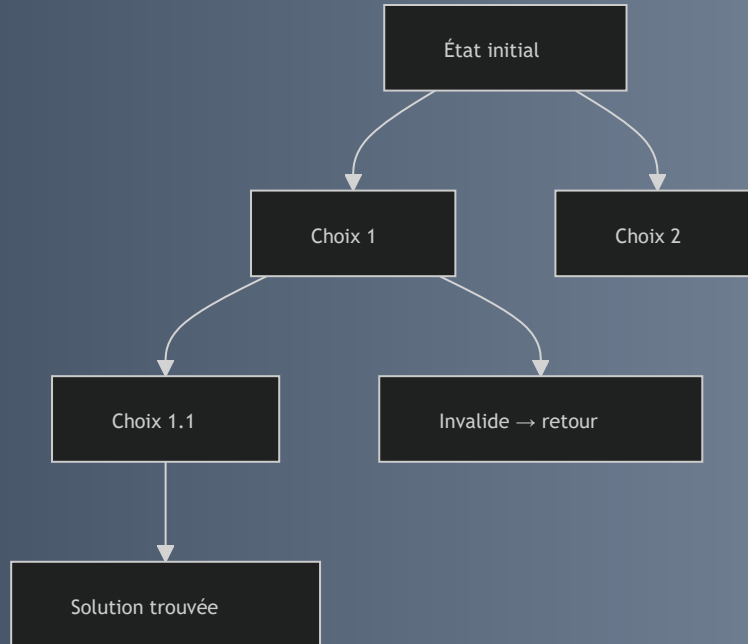 État initial
Choix 1
Choix 2
Choix 1.1
Invalide → retour
Solution trouvée